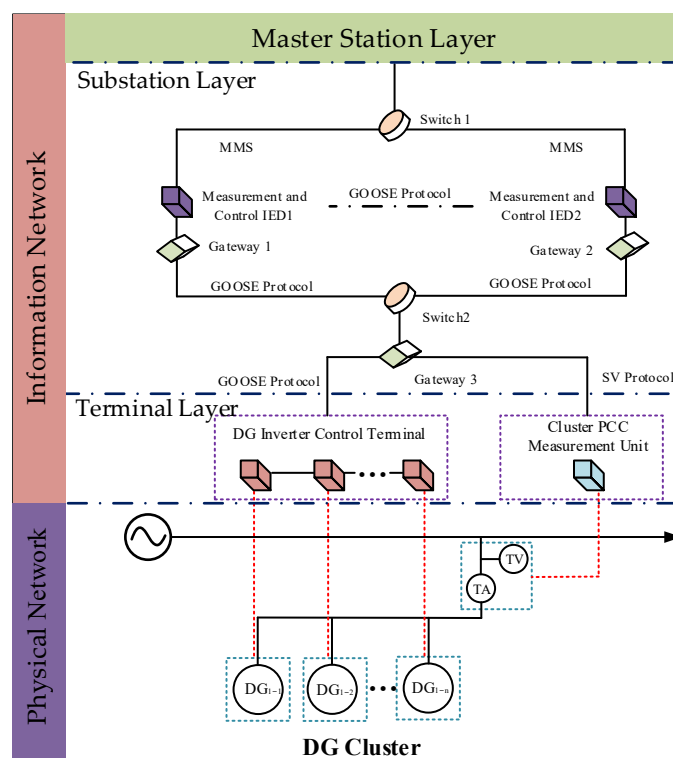 Master Station Layer
Substation Layer
Switch 1
MMS
MMS
Measurement and
Control IED1
GOOSE Protocol
Measurement and
Control IED2
Gateway 1
Gateway 2
GOOSE Protocol
GOOSE Protocol
Switch2
GOOSE Protocol
Gateway 3
SV Protocol
Terminal Layer
DG Inverter Control Terminal
Cluster PCC
Measurement Unit
Information Network
TV
TA
DG1-1
DG1-2
DG1-n
DG Cluster
Physical Network